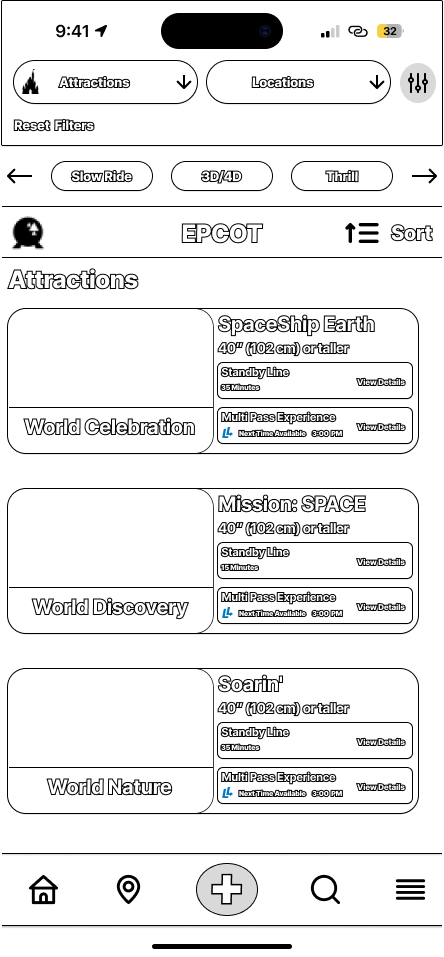 9:41
32
Attractions
Locations
Reset Filters
Slow Ride
3D/4D
Thrill
EPCOT
Sort
Attractions
SpaceShip Earth
40" (102 cm) or taller
Standby Line
35 Minutes
View Details
World Celebration
Multi Pass Experience
LL Next Time Available 3:00 PM
View Details
Mission: SPACE
40" (102 cm) or taller
Standby Line
15 Minutes
View Details
World Discovery
Multi Pass Experience
LL Next Time Available 3:00 PM
View Details
Soarin'
40" (102 cm) or taller
Standby Line
35 Minutes
View Details
World Nature
Multi Pass Experience
LL Next Time Available 3:00 PM
View Details